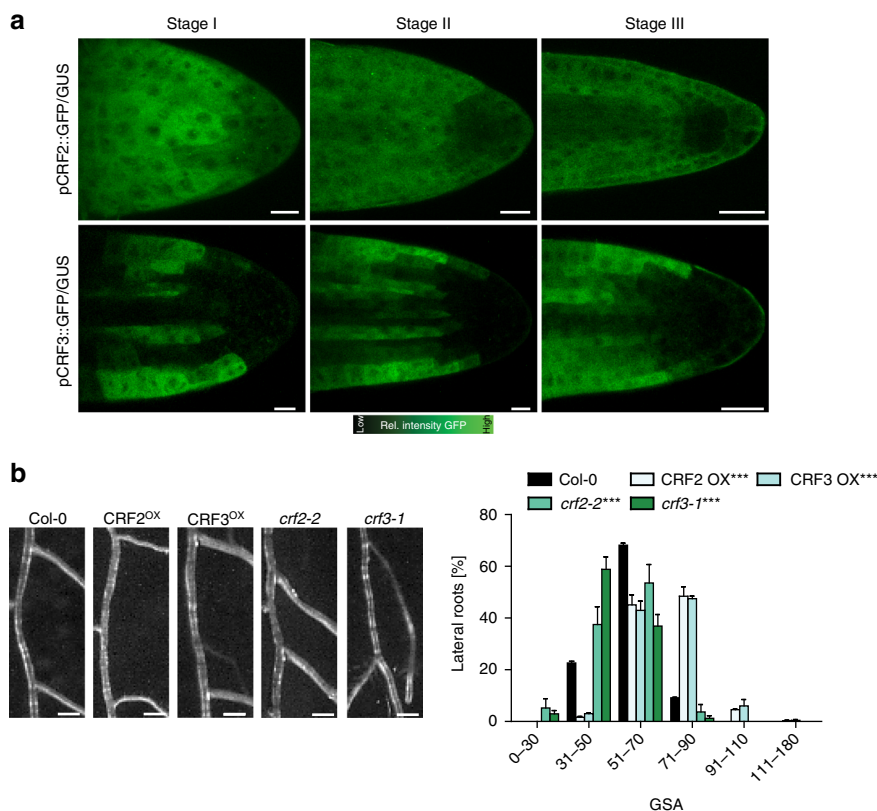 a
Stage I
Stage II
Stage III
pCRF2::GFP/GUS
pCRF3::GFP/GUS
Low
Rel. intensity GFP
High
b
Col-0
CRF2OX
CRF3OX
crf2-2
crf3-1
Col-0
CRF2 OX***
CRF3 OX***
crf2-2***
crf3-1***
Lateral roots [%]
80
60
40
20
0
0–30
31–50
51–70
71–90
91–110
111–180
GSA